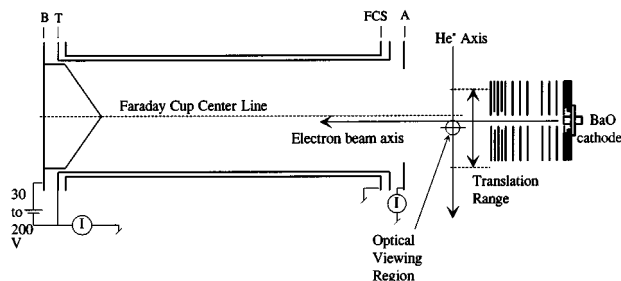 B T
FCS A
He* Axis
Faraday Cup Center Line
Electron beam axis
BaO
cathode
Translation
Range
30
to
200
V
I
I
Optical
Viewing
Region